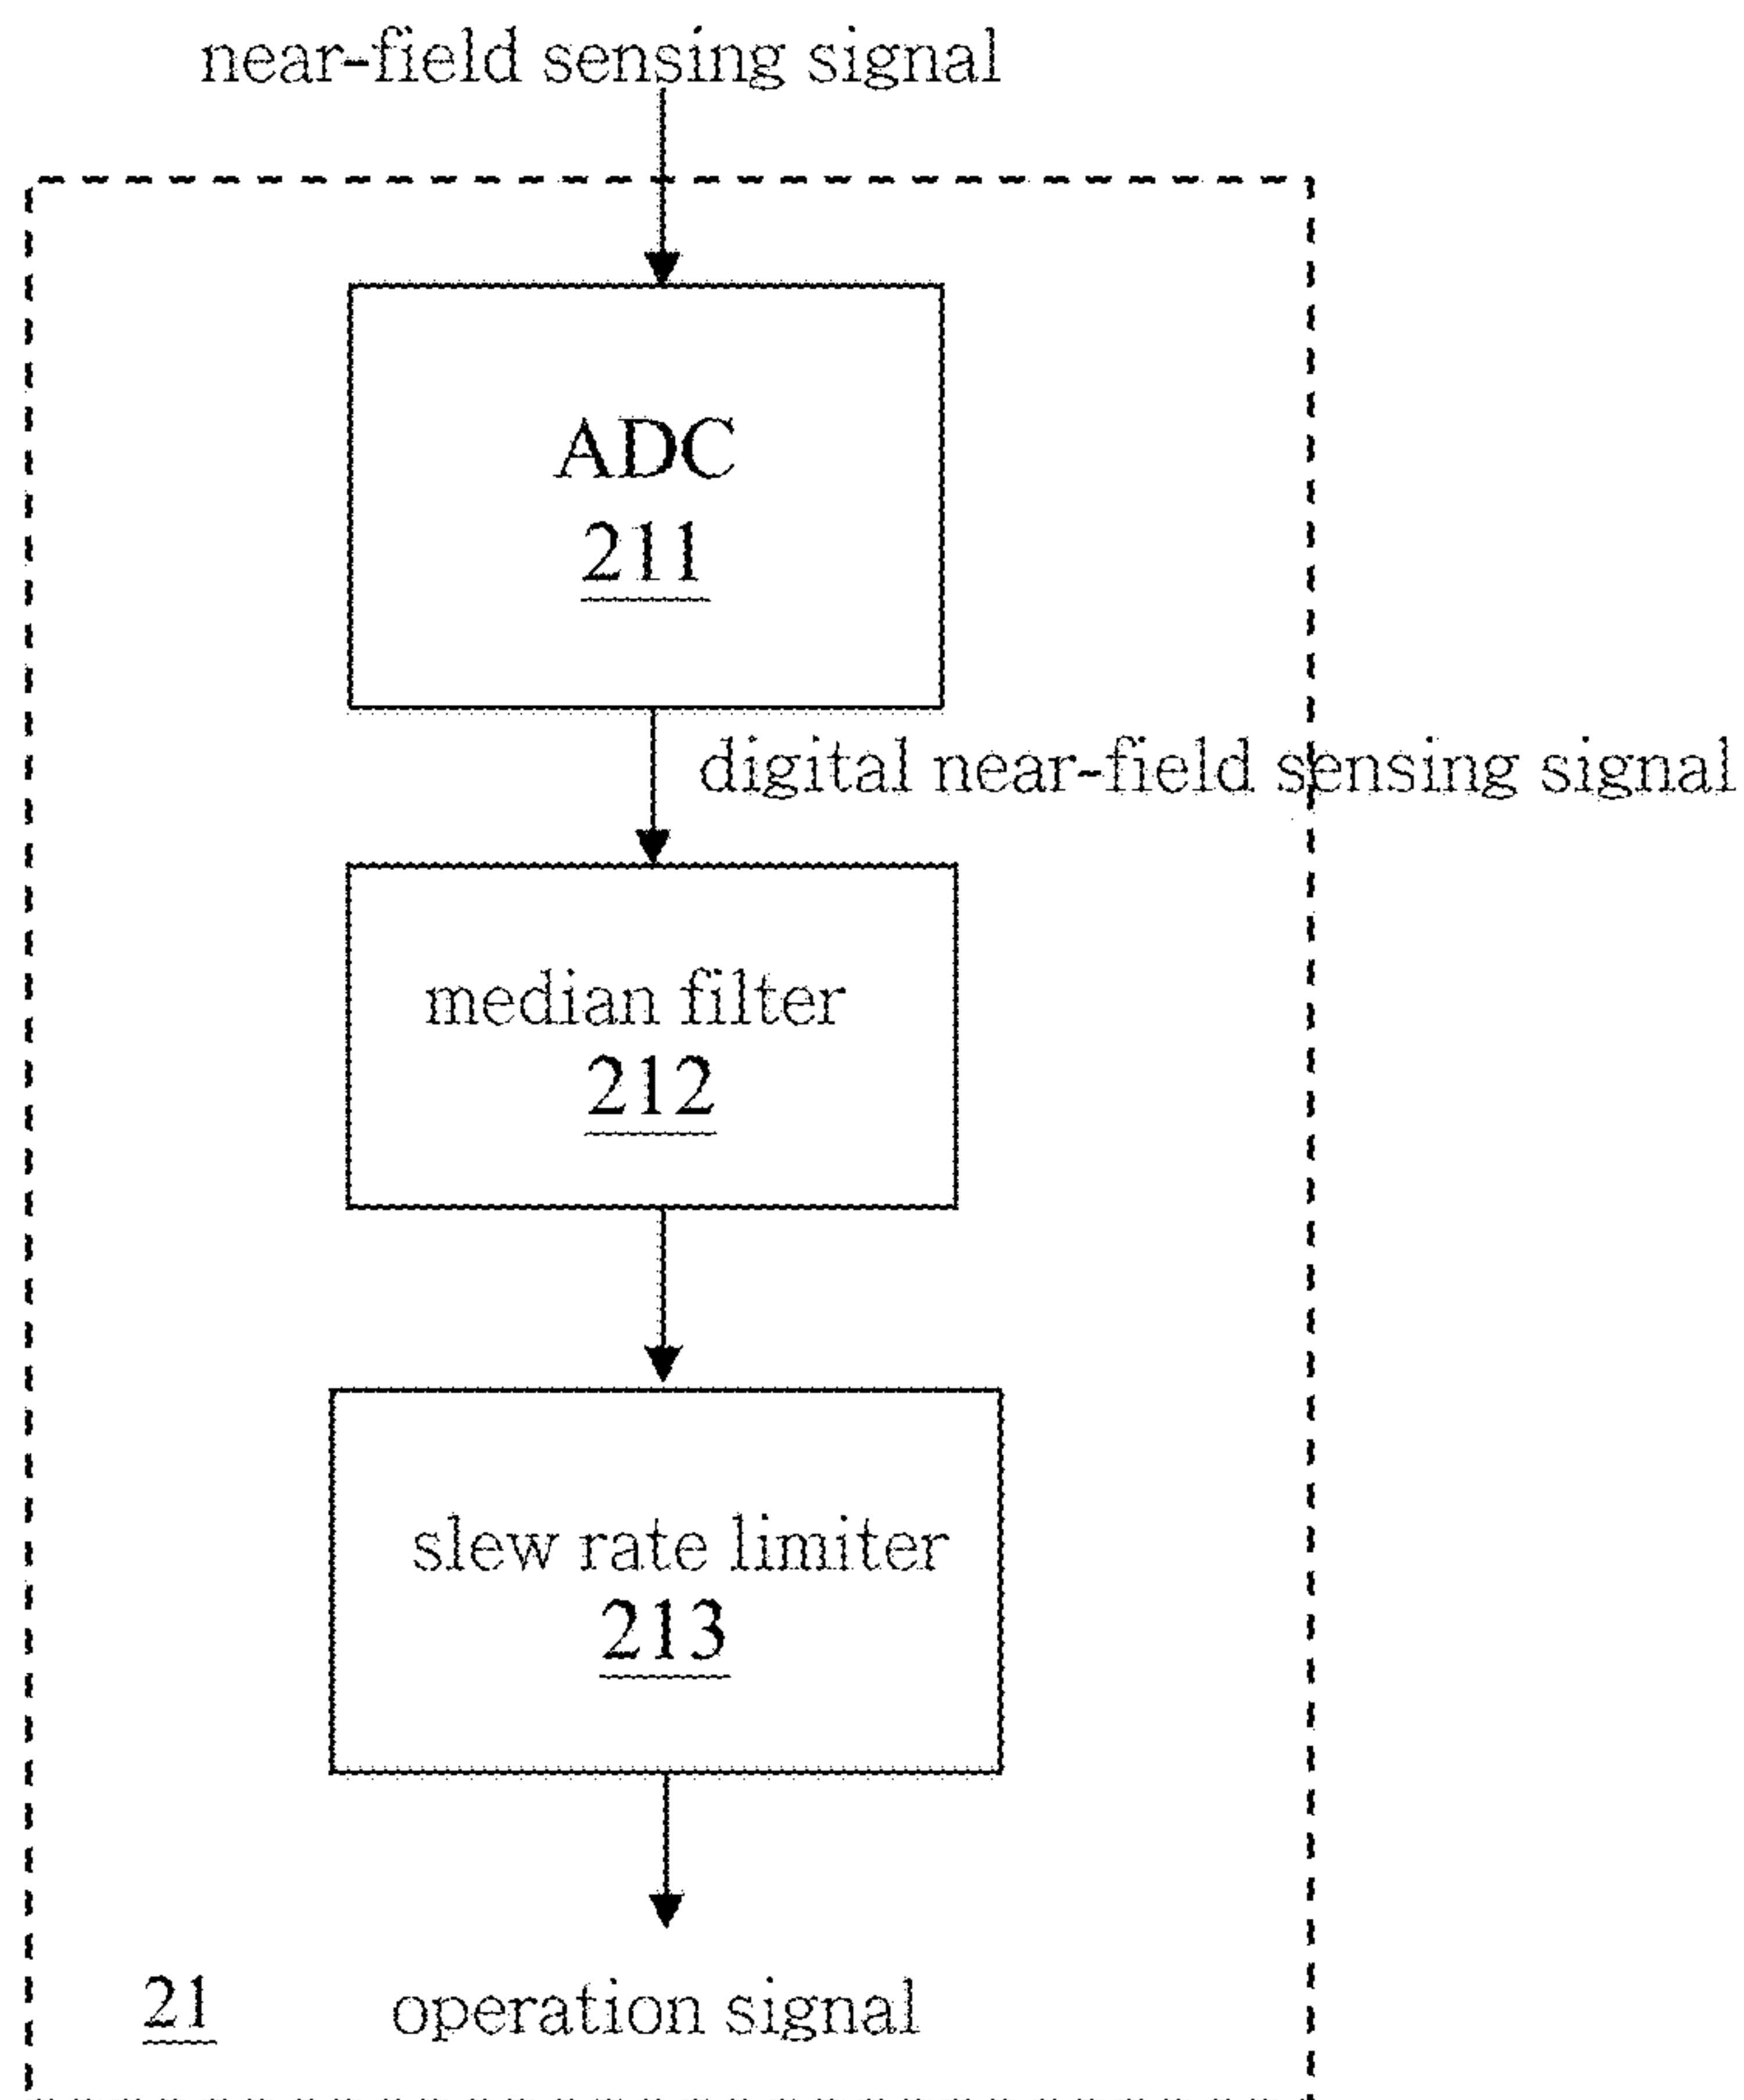 near-field sensing signal
ADC
211
digital near-field sensing signal
median filter
212
slew rate limiter
213
21
operation signal